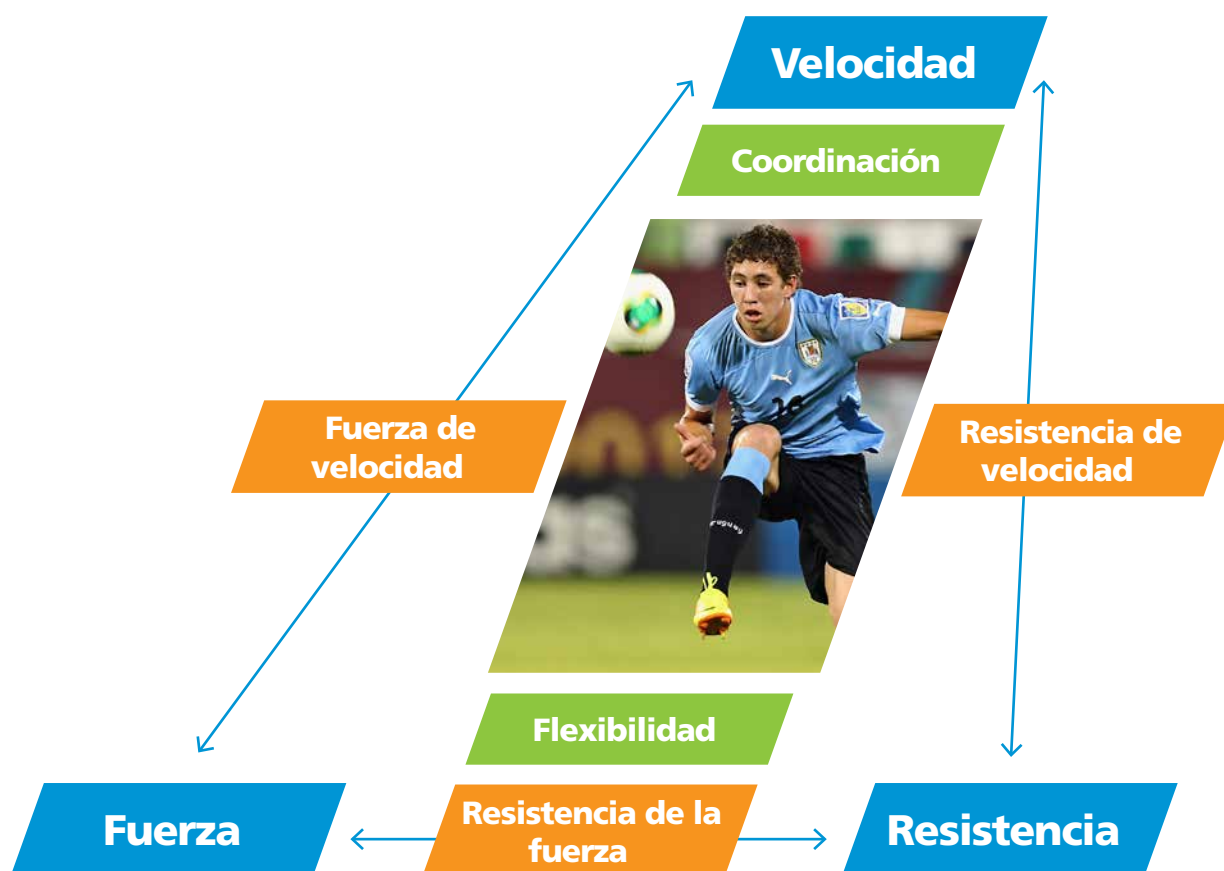 Velocidad
Coordinación
Fuerza de
velocidad
Resistencia de
velocidad
Flexibilidad
Fuerza
Resistencia de la
fuerza
Resistencia